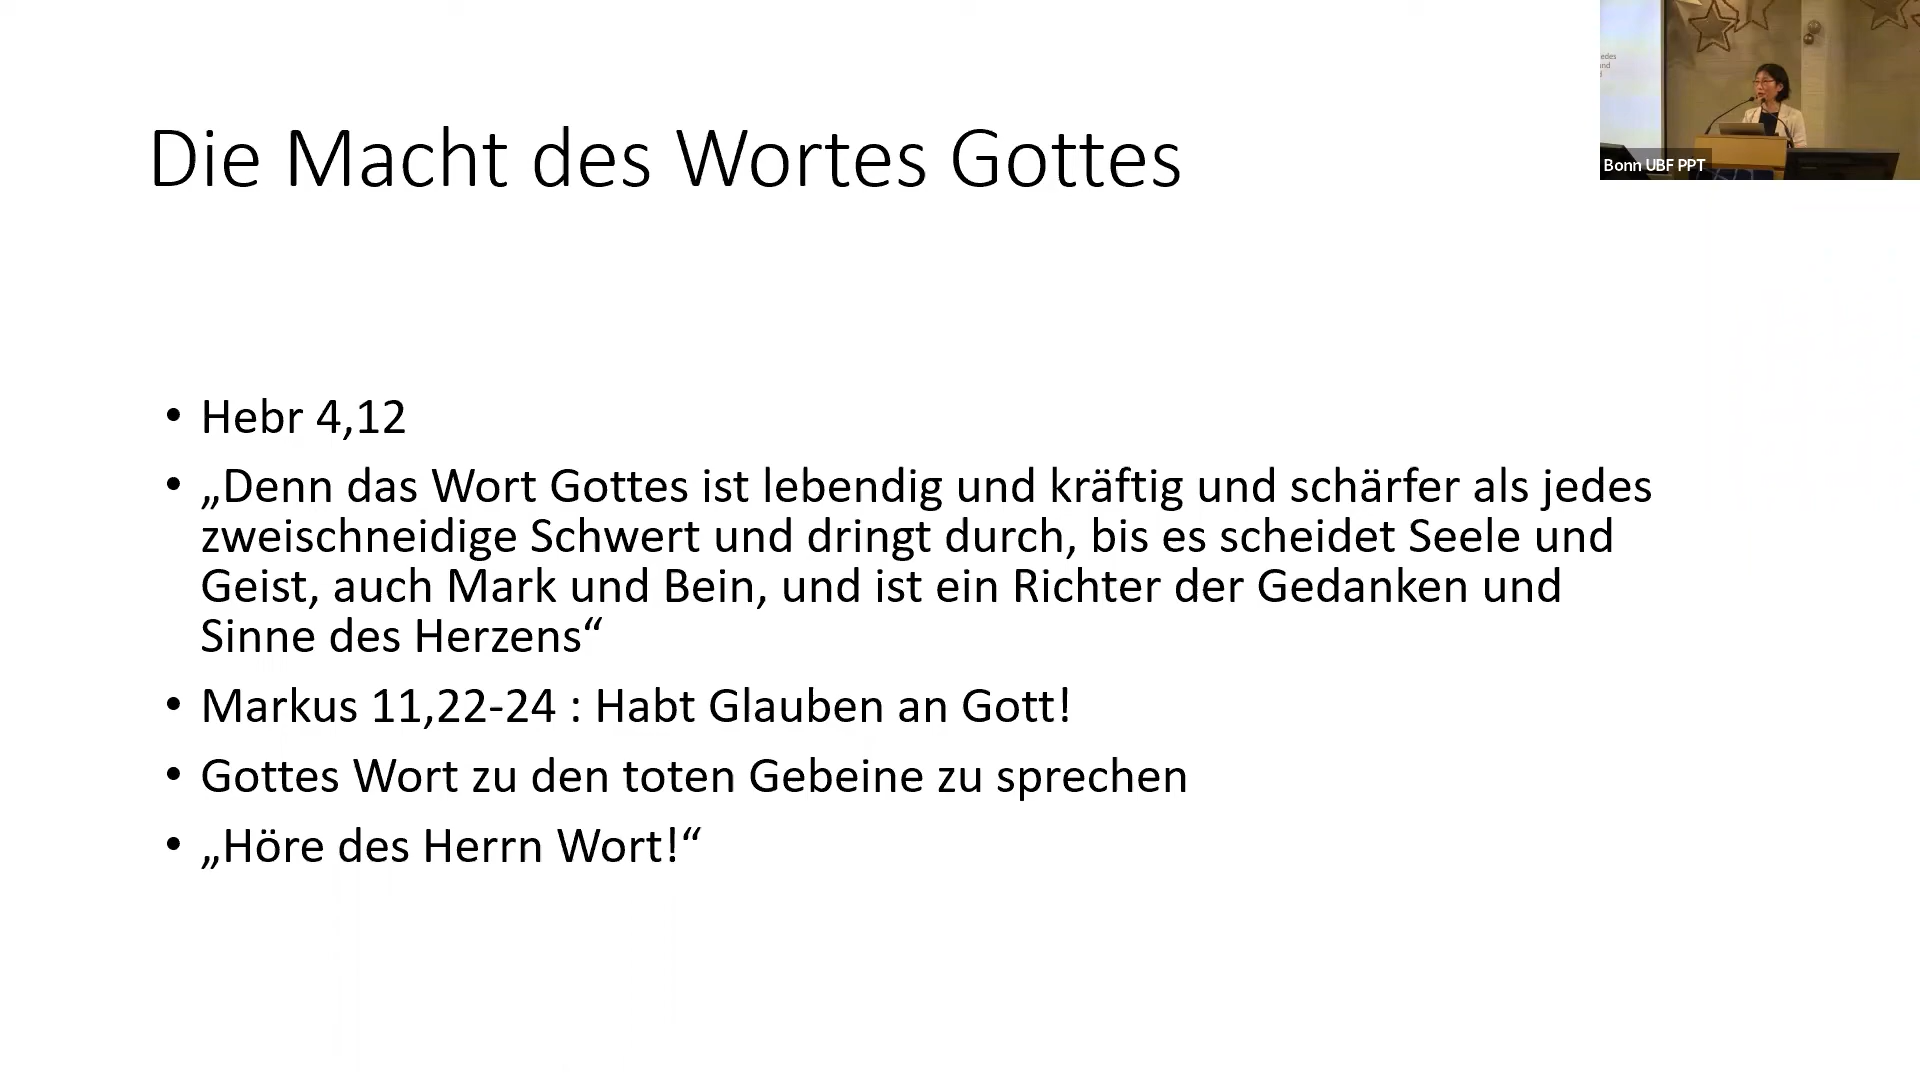 Die Macht des Wortes Gottes
• Hebr 4,12
• „Denn das Wort Gottes ist lebendig und kräftig und schärfer als jedes
zweischneidige Schwert und dringt durch, bis es scheidet Seele und
Geist, auch Mark und Bein, und ist ein Richter der Gedanken und
Sinne des Herzens“
• Markus 11,22-24 : Habt Glauben an Gott!
• Gottes Wort zu den toten Gebeine zu sprechen
• „Höre des Herrn Wort!“
edes
und
Bonn UBF PPT